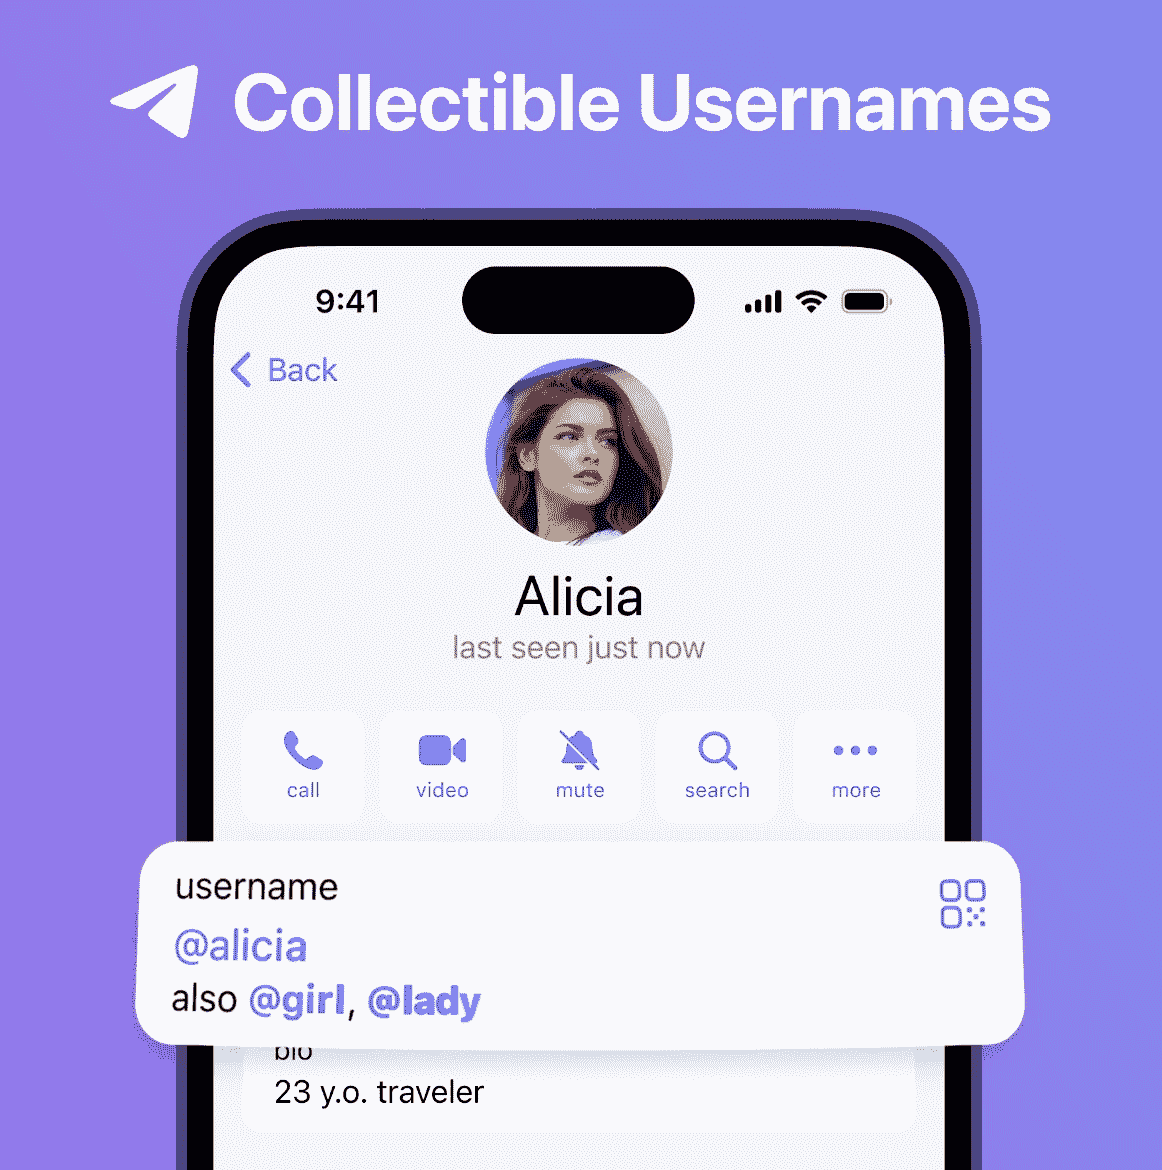 Collectible Usernames
9:41
Back
Alicia
last seen just now
call video mute search more
username
@alicia
also @girl, @lady
bio
23 y.o. traveler